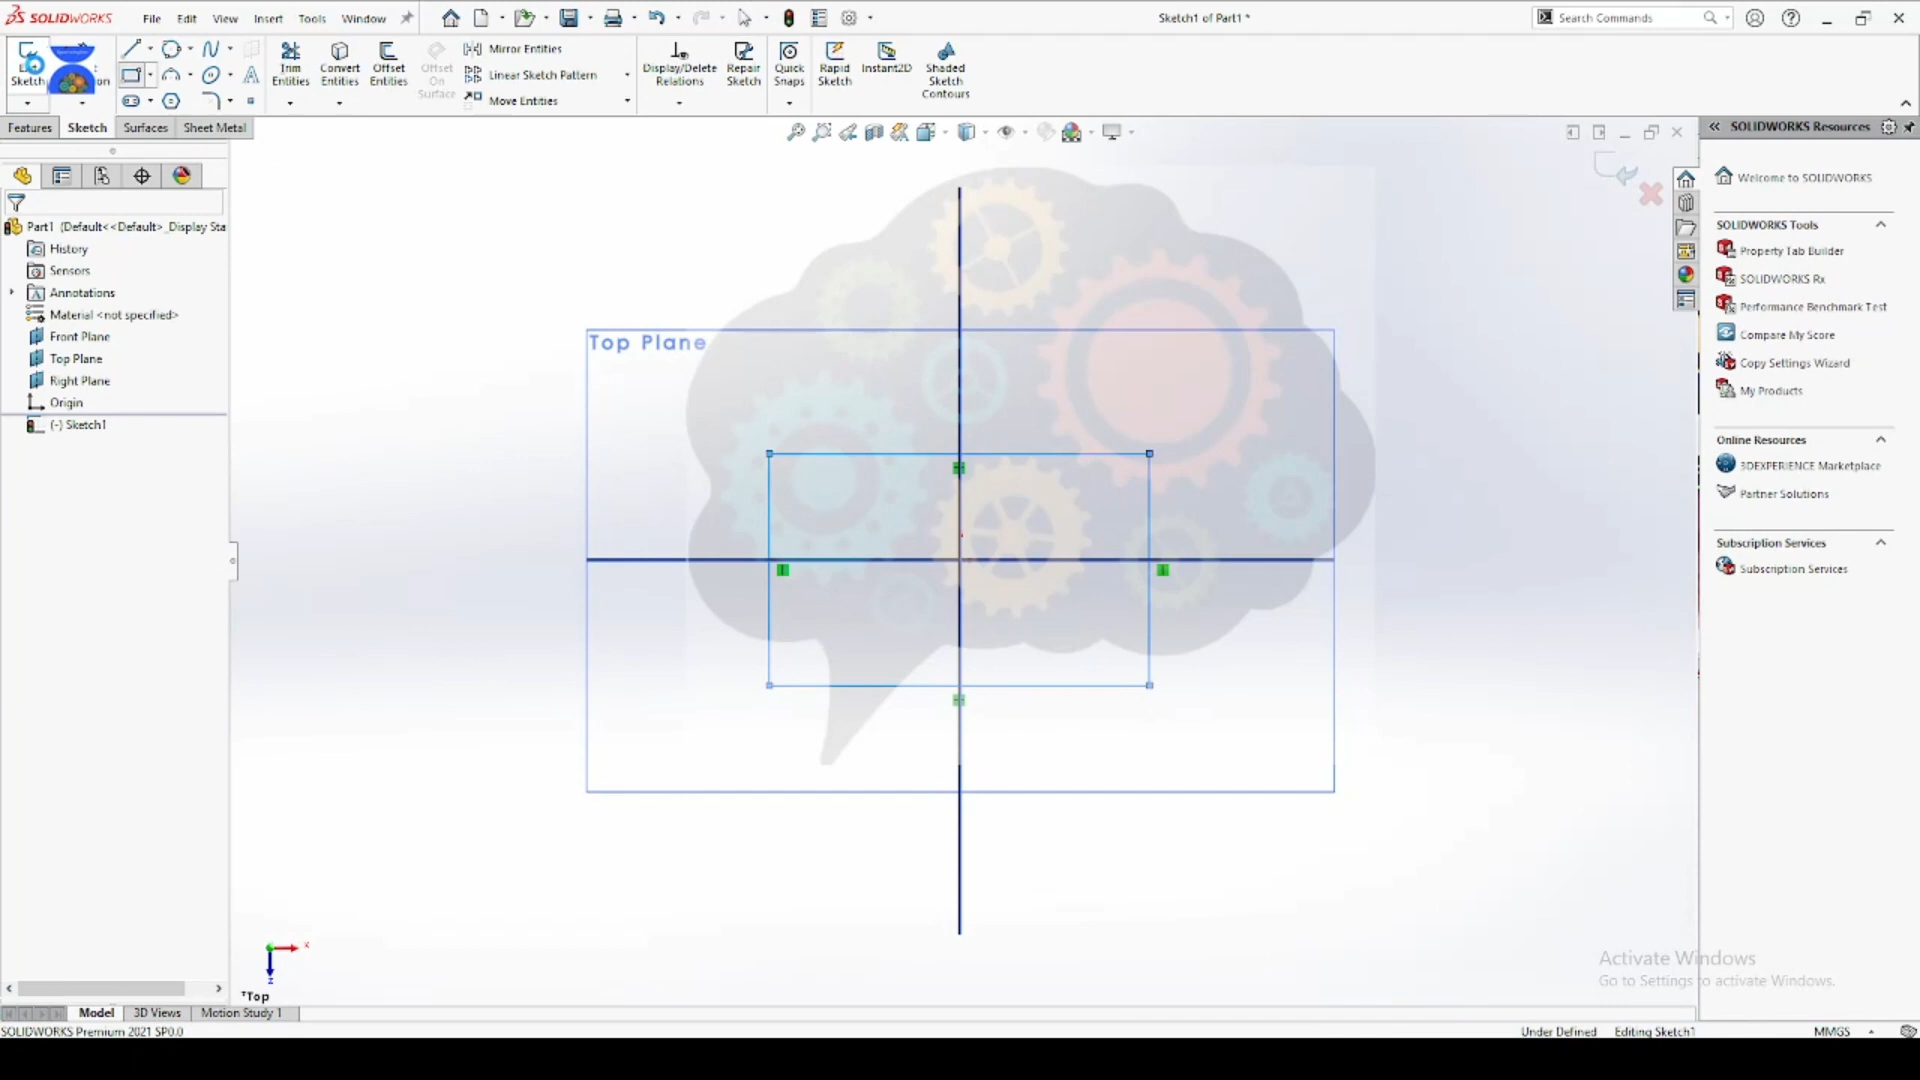 SOLIDWORKS File Edit View Insert Tools Window Sketch1 of Part1 * Search Commands
Sketch
Trim Entities
Convert Entities
Offset Entities
Offset On Surface
Mirror Entities
Linear Sketch Pattern
Move Entities
Display/Delete Relations
Repair Sketch
Quick Snaps
Rapid Sketch
Instant2D
Shaded Sketch Contours
Features Sketch Surfaces Sheet Metal
Part1 (Default<<Default>_Display Sta
History
Sensors
Annotations
Material <not specified>
Front Plane
Top Plane
Right Plane
Origin
(-) Sketch1
Top Plane
x
z
*Top
SOLIDWORKS Resources
Welcome to SOLIDWORKS
SOLIDWORKS Tools
Property Tab Builder
SOLIDWORKS Rx
Performance Benchmark Test
Compare My Score
Copy Settings Wizard
My Products
Online Resources
3DEXPERIENCE Marketplace
Partner Solutions
Subscription Services
Subscription Services
Activate Windows
Go to Settings to activate Windows.
Model 3D Views Motion Study 1
SOLIDWORKS Premium 2021 SP0.0 Under Defined Editing Sketch1 MMGS